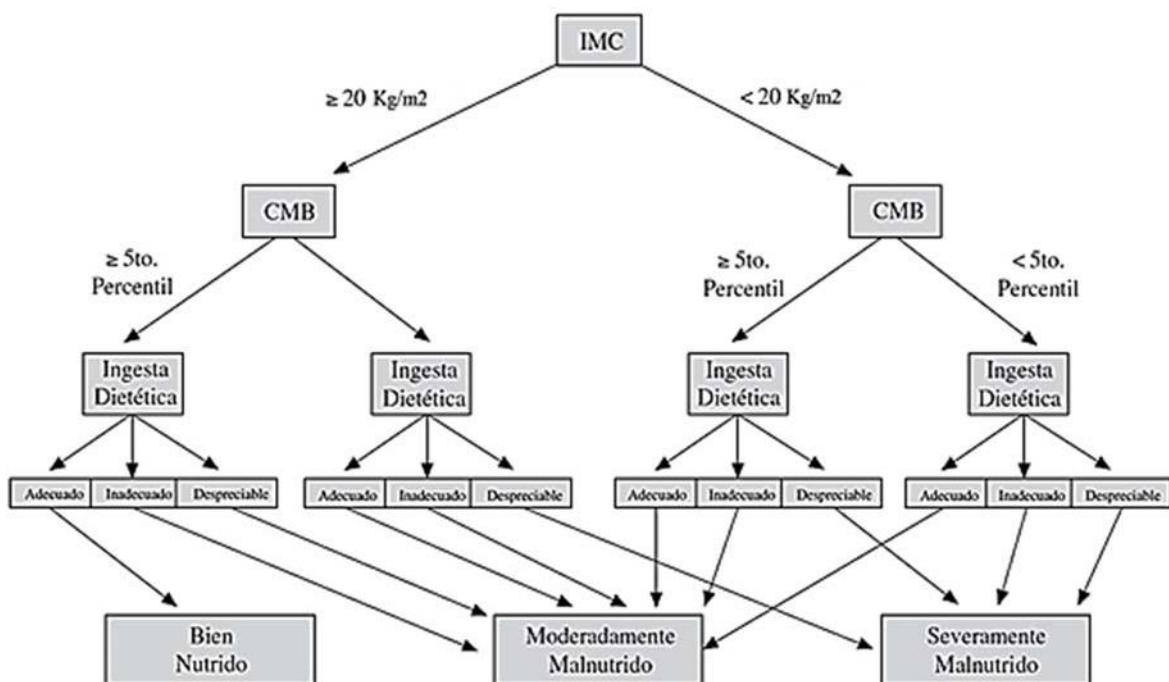 IMC
≥ 20 Kg/m2
< 20 Kg/m2
CMB
CMB
≥ 5to.
Percentil
≥ 5to.
Percentil
< 5to.
Percentil
Ingesta
Dietética
Ingesta
Dietética
Ingesta
Dietética
Ingesta
Dietética
Adecuado Inadecuado Despreciable
Adecuado Inadecuado Despreciable
Adecuado Inadecuado Despreciable
Adecuado Inadecuado Despreciable
Bien
Nutrido
Moderadamente
Malnutrido
Severamente
Malnutrido